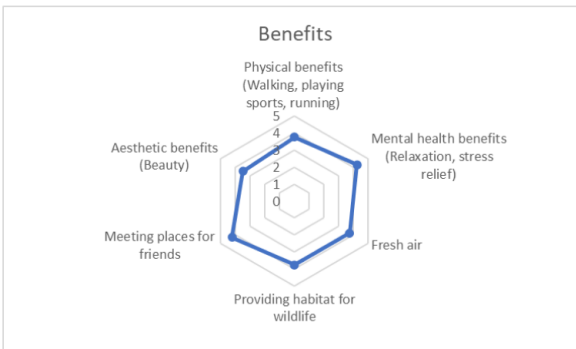 Benefits
Physical benefits
(Walking, playing
sports, running)
5
4
3
2
1
0
Mental health benefits
(Relaxation, stress
relief)
Fresh air
Providing habitat for
wildlife
Meeting places for
friends
Aesthetic benefits
(Beauty)